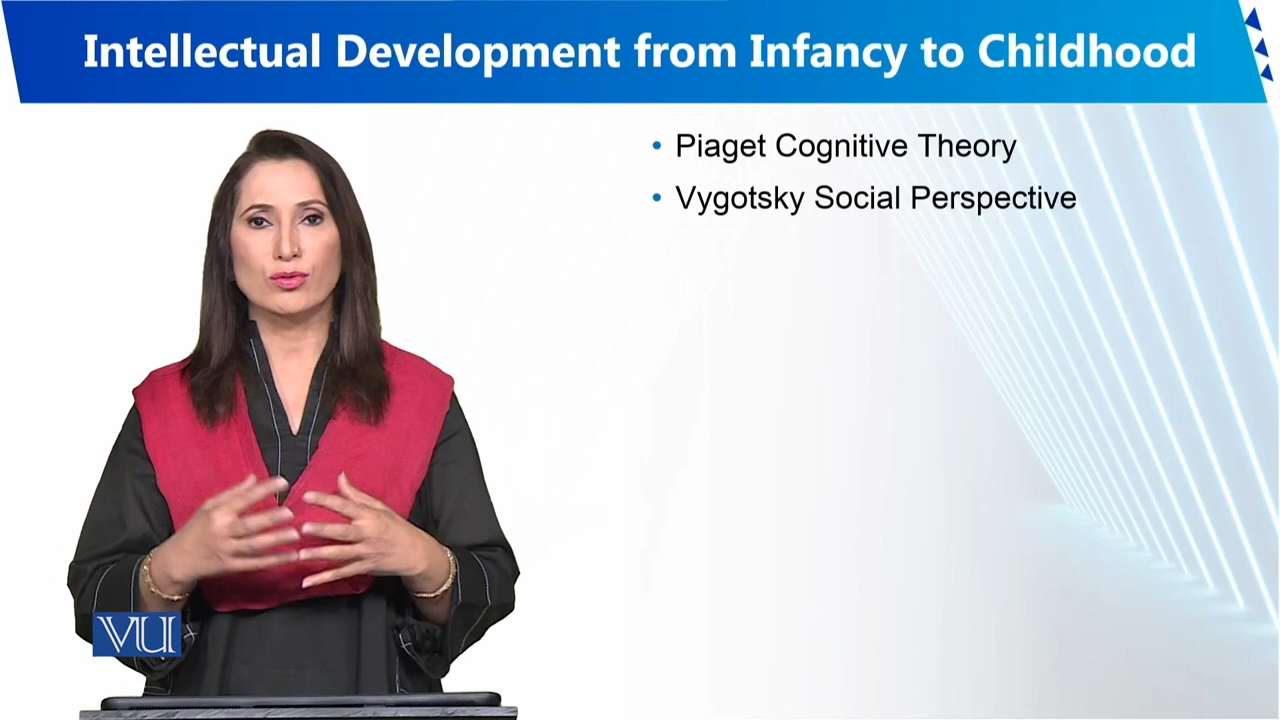 Intellectual Development from Infancy to Childhood
• Piaget Cognitive Theory
• Vygotsky Social Perspective
VU